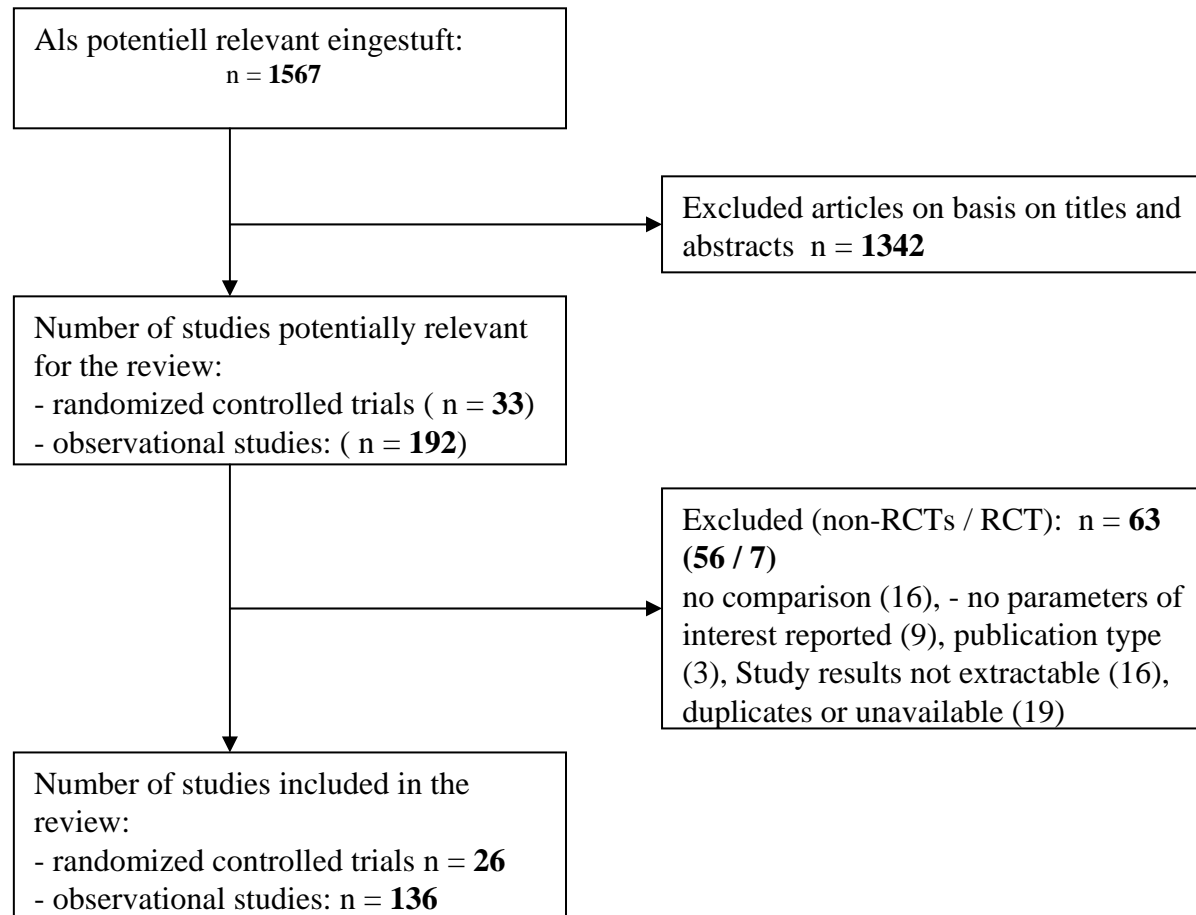 Als potentiell relevant eingestuft:
n = 1567
Excluded articles on basis on titles and
abstracts  n = 1342
Number of studies potentially relevant
for the review:
- randomized controlled trials ( n = 33)
- observational studies: ( n = 192)
Excluded (non-RCTs / RCT):  n = 63
(56 / 7)
no comparison (16), - no parameters of
interest reported (9), publication type
(3), Study results not extractable (16),
duplicates or unavailable (19)
Number of studies included in the
review:
- randomized controlled trials n = 26
- observational studies: n = 136